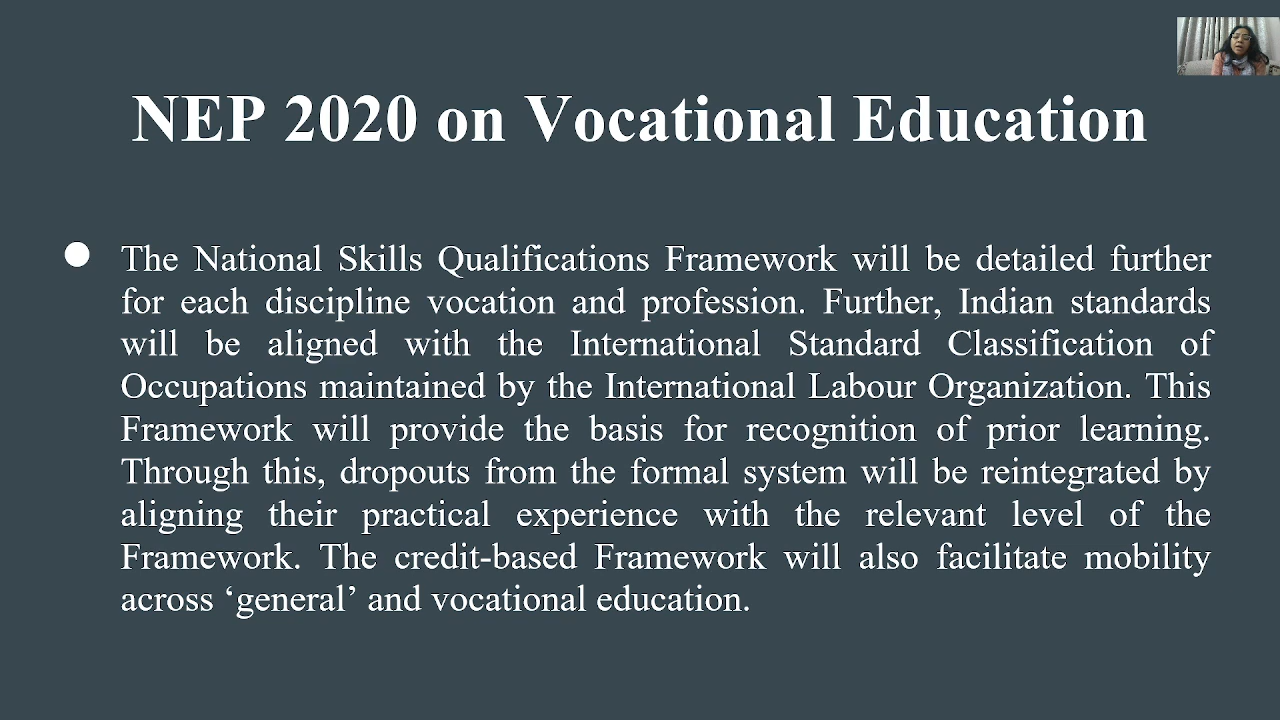 NEP 2020 on Vocational Education
● The National Skills Qualifications Framework will be detailed further
for each discipline vocation and profession. Further, Indian standards
will be aligned with the International Standard Classification of
Occupations maintained by the International Labour Organization. This
Framework will provide the basis for recognition of prior learning.
Through this, dropouts from the formal system will be reintegrated by
aligning their practical experience with the relevant level of the
Framework. The credit-based Framework will also facilitate mobility
across ‘general’ and vocational education.